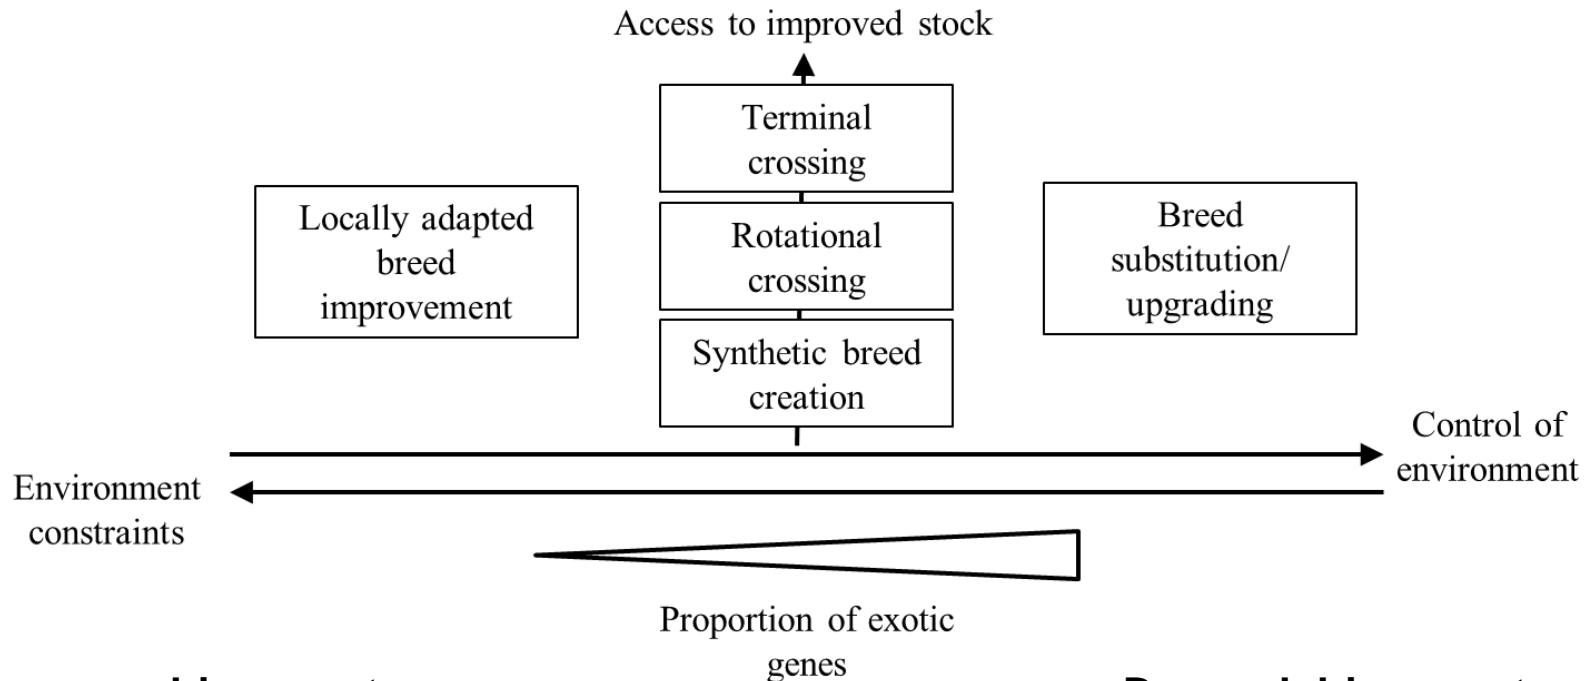 Access to improved stock
Terminal
crossing
Locally adapted
breed
improvement
Rotational
crossing
Breed
substitution/
upgrading
Synthetic breed
creation
Control of
environment
Environment
constraints
Proportion of exotic
genes